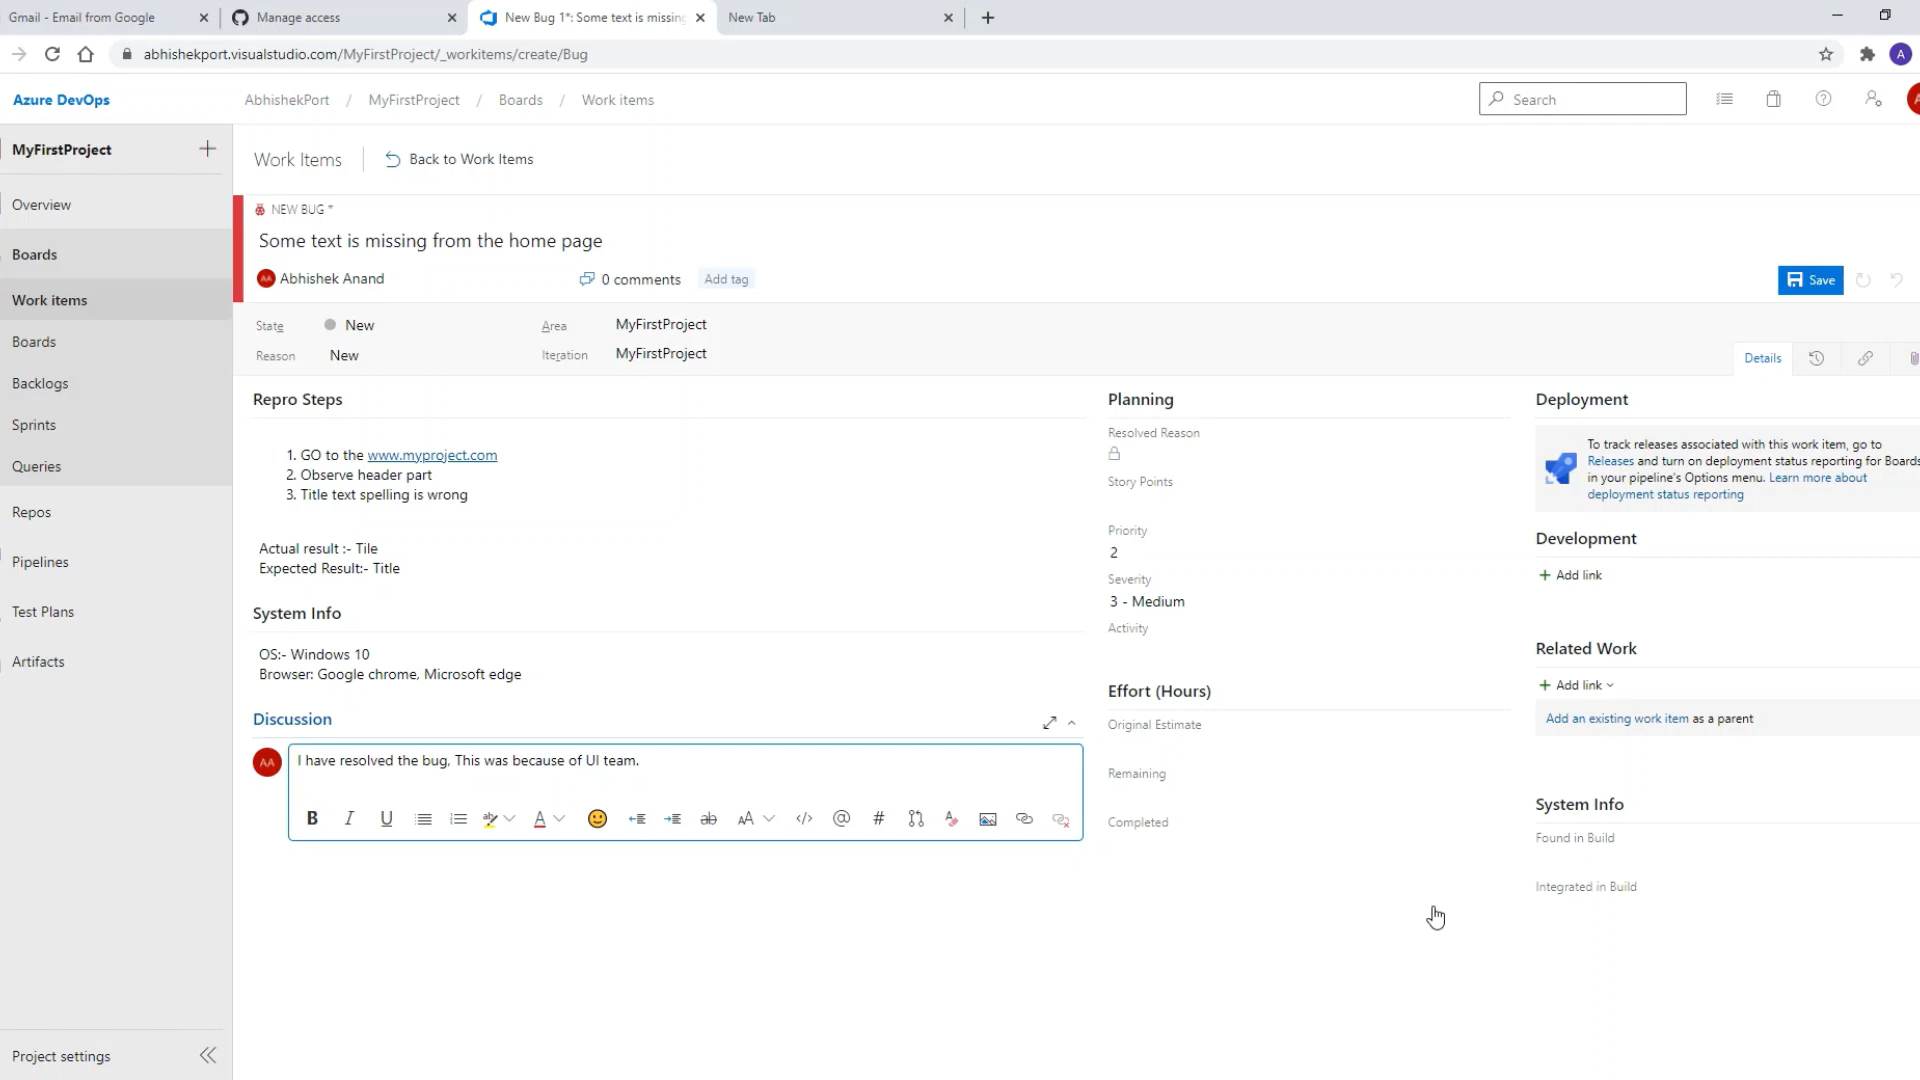 Gmail - Email from Google
Manage access
New Bug 1*: Some text is missing
New Tab
abhishekport.visualstudio.com/MyFirstProject/_workitems/create/Bug
A
Azure DevOps
AbhishekPort / MyFirstProject / Boards / Work items
Search
MyFirstProject
Work Items
Back to Work Items
Overview
NEW BUG *
Some text is missing from the home page
Boards
AA Abhishek Anand
0 comments
Add tag
Save
Work items
State
New
Area
MyFirstProject
Boards
Reason
New
Iteration
MyFirstProject
Details
Backlogs
Sprints
Queries
Repos
Pipelines
Test Plans
Artifacts
Repro Steps
1. GO to the www.myproject.com
2. Observe header part
3. Title text spelling is wrong
Actual result :- Tile
Expected Result:- Title
System Info
OS:- Windows 10
Browser: Google chrome, Microsoft edge
Discussion
AA
I have resolved the bug, This was because of UI team.
Planning
Resolved Reason
Story Points
Priority
2
Severity
3 - Medium
Activity
Effort (Hours)
Original Estimate
Remaining
Completed
Deployment
To track releases associated with this work item, go to
Releases and turn on deployment status reporting for Boards
in your pipeline's Options menu. Learn more about
deployment status reporting
Development
Add link
Related Work
Add link
Add an existing work item as a parent
System Info
Found in Build
Integrated in Build
Project settings